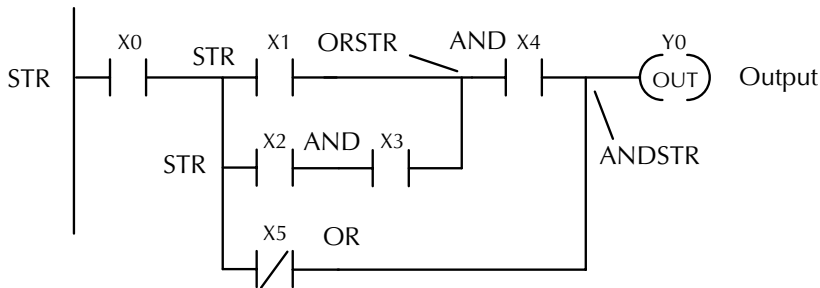 X0
X1
ORSTR
AND
X4
Y0
STR
STR
OUT
Output
X2
AND
X3
STR
ANDSTR
X5
OR